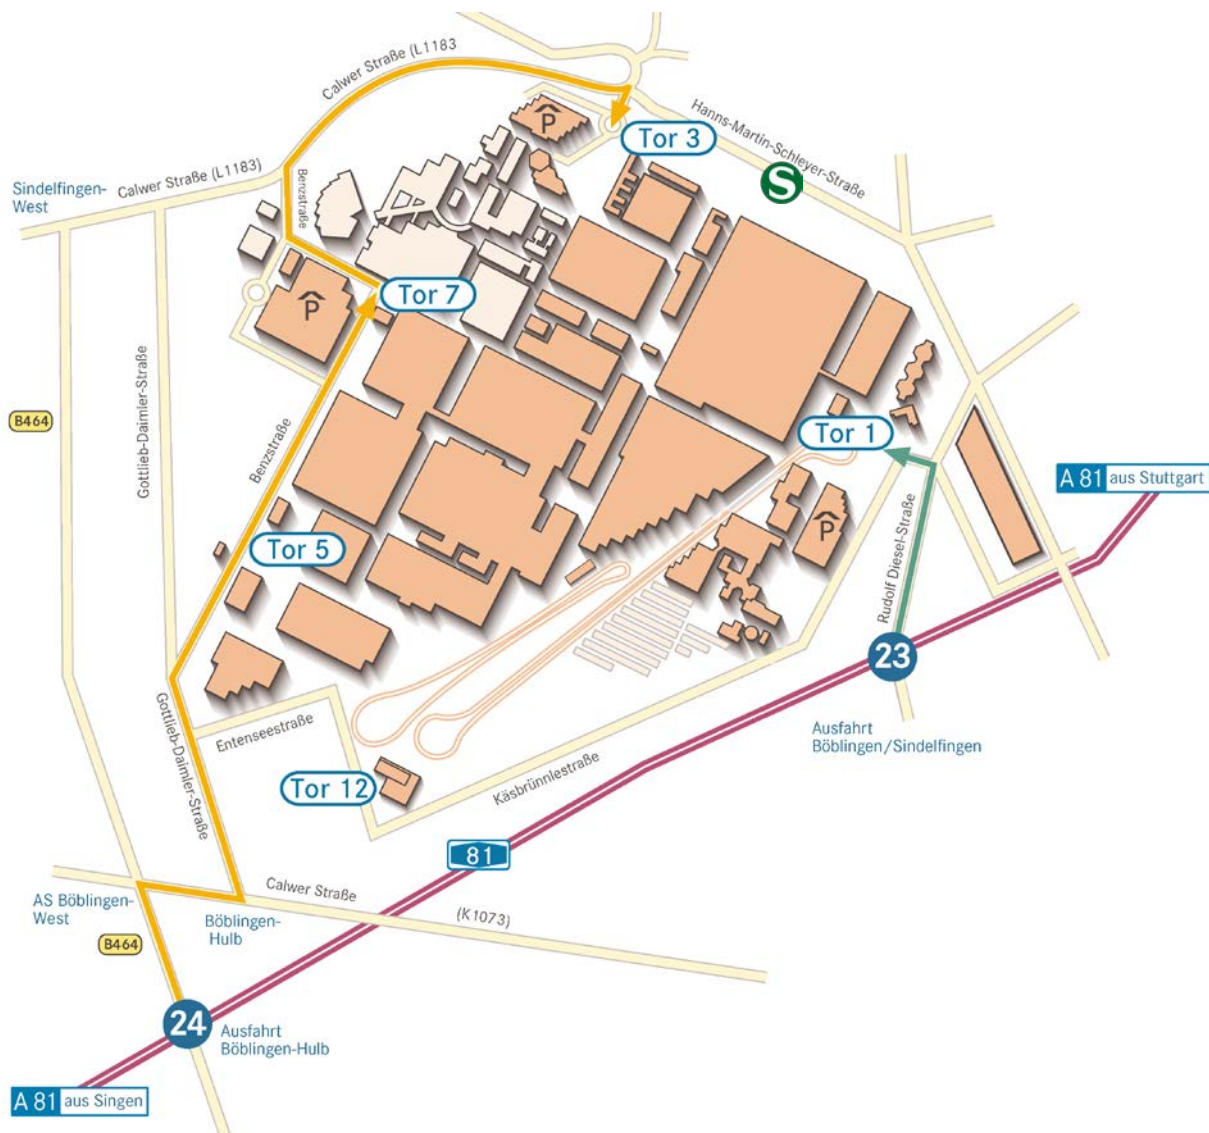 Calwer Straße (L1183
Hanns-Martin-Schleyer-Straße
P
Tor 3
S
Sindelfingen-
West
Calwer Straße (L1183)
Benzstraße
Tor 7
P
B464
Gottlieb-Daimler-Straße
Benzstraße
Tor 1
A 81 aus Stuttgart
P
Rudolf Diesel-Straße
Tor 5
23
Gottlieb-Daimler-Straße
Entenseestraße
Ausfahrt
Böblingen/Sindelfingen
Tor 12
Käsbrünnlestraße
81
AS Böblingen-
West
Calwer Straße
(K1073)
Böblingen-
Hulb
B464
24
Ausfahrt
Böblingen-Hulb
A 81 aus Singen